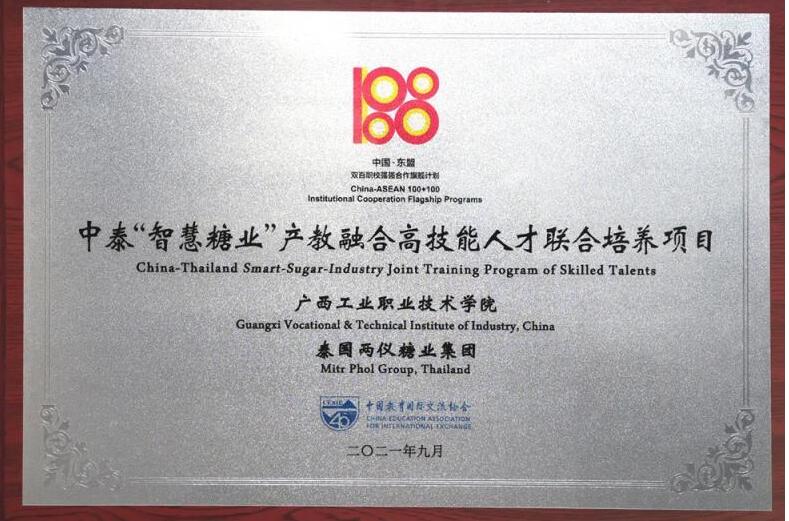 中国·东盟
双百职校强强合作旗舰计划
China-ASEAN 100+100
Institutional Cooperation Flagship Programs
中泰“智慧糖业”产教融合高技能人才联合培养项目
China-Thailand Smart-Sugar-Industry Joint Training Program of Skilled Talents
广西工业职业技术学院
Guangxi Vocational & Technical Institute of Industry, China
泰国两仪糖业集团
Mitr Phol Group, Thailand
CEAIE
40
中国教育国际交流协会
CHINA EDUCATION ASSOCIATION
FOR INTERNATIONAL EXCHANGE
二〇二一年九月